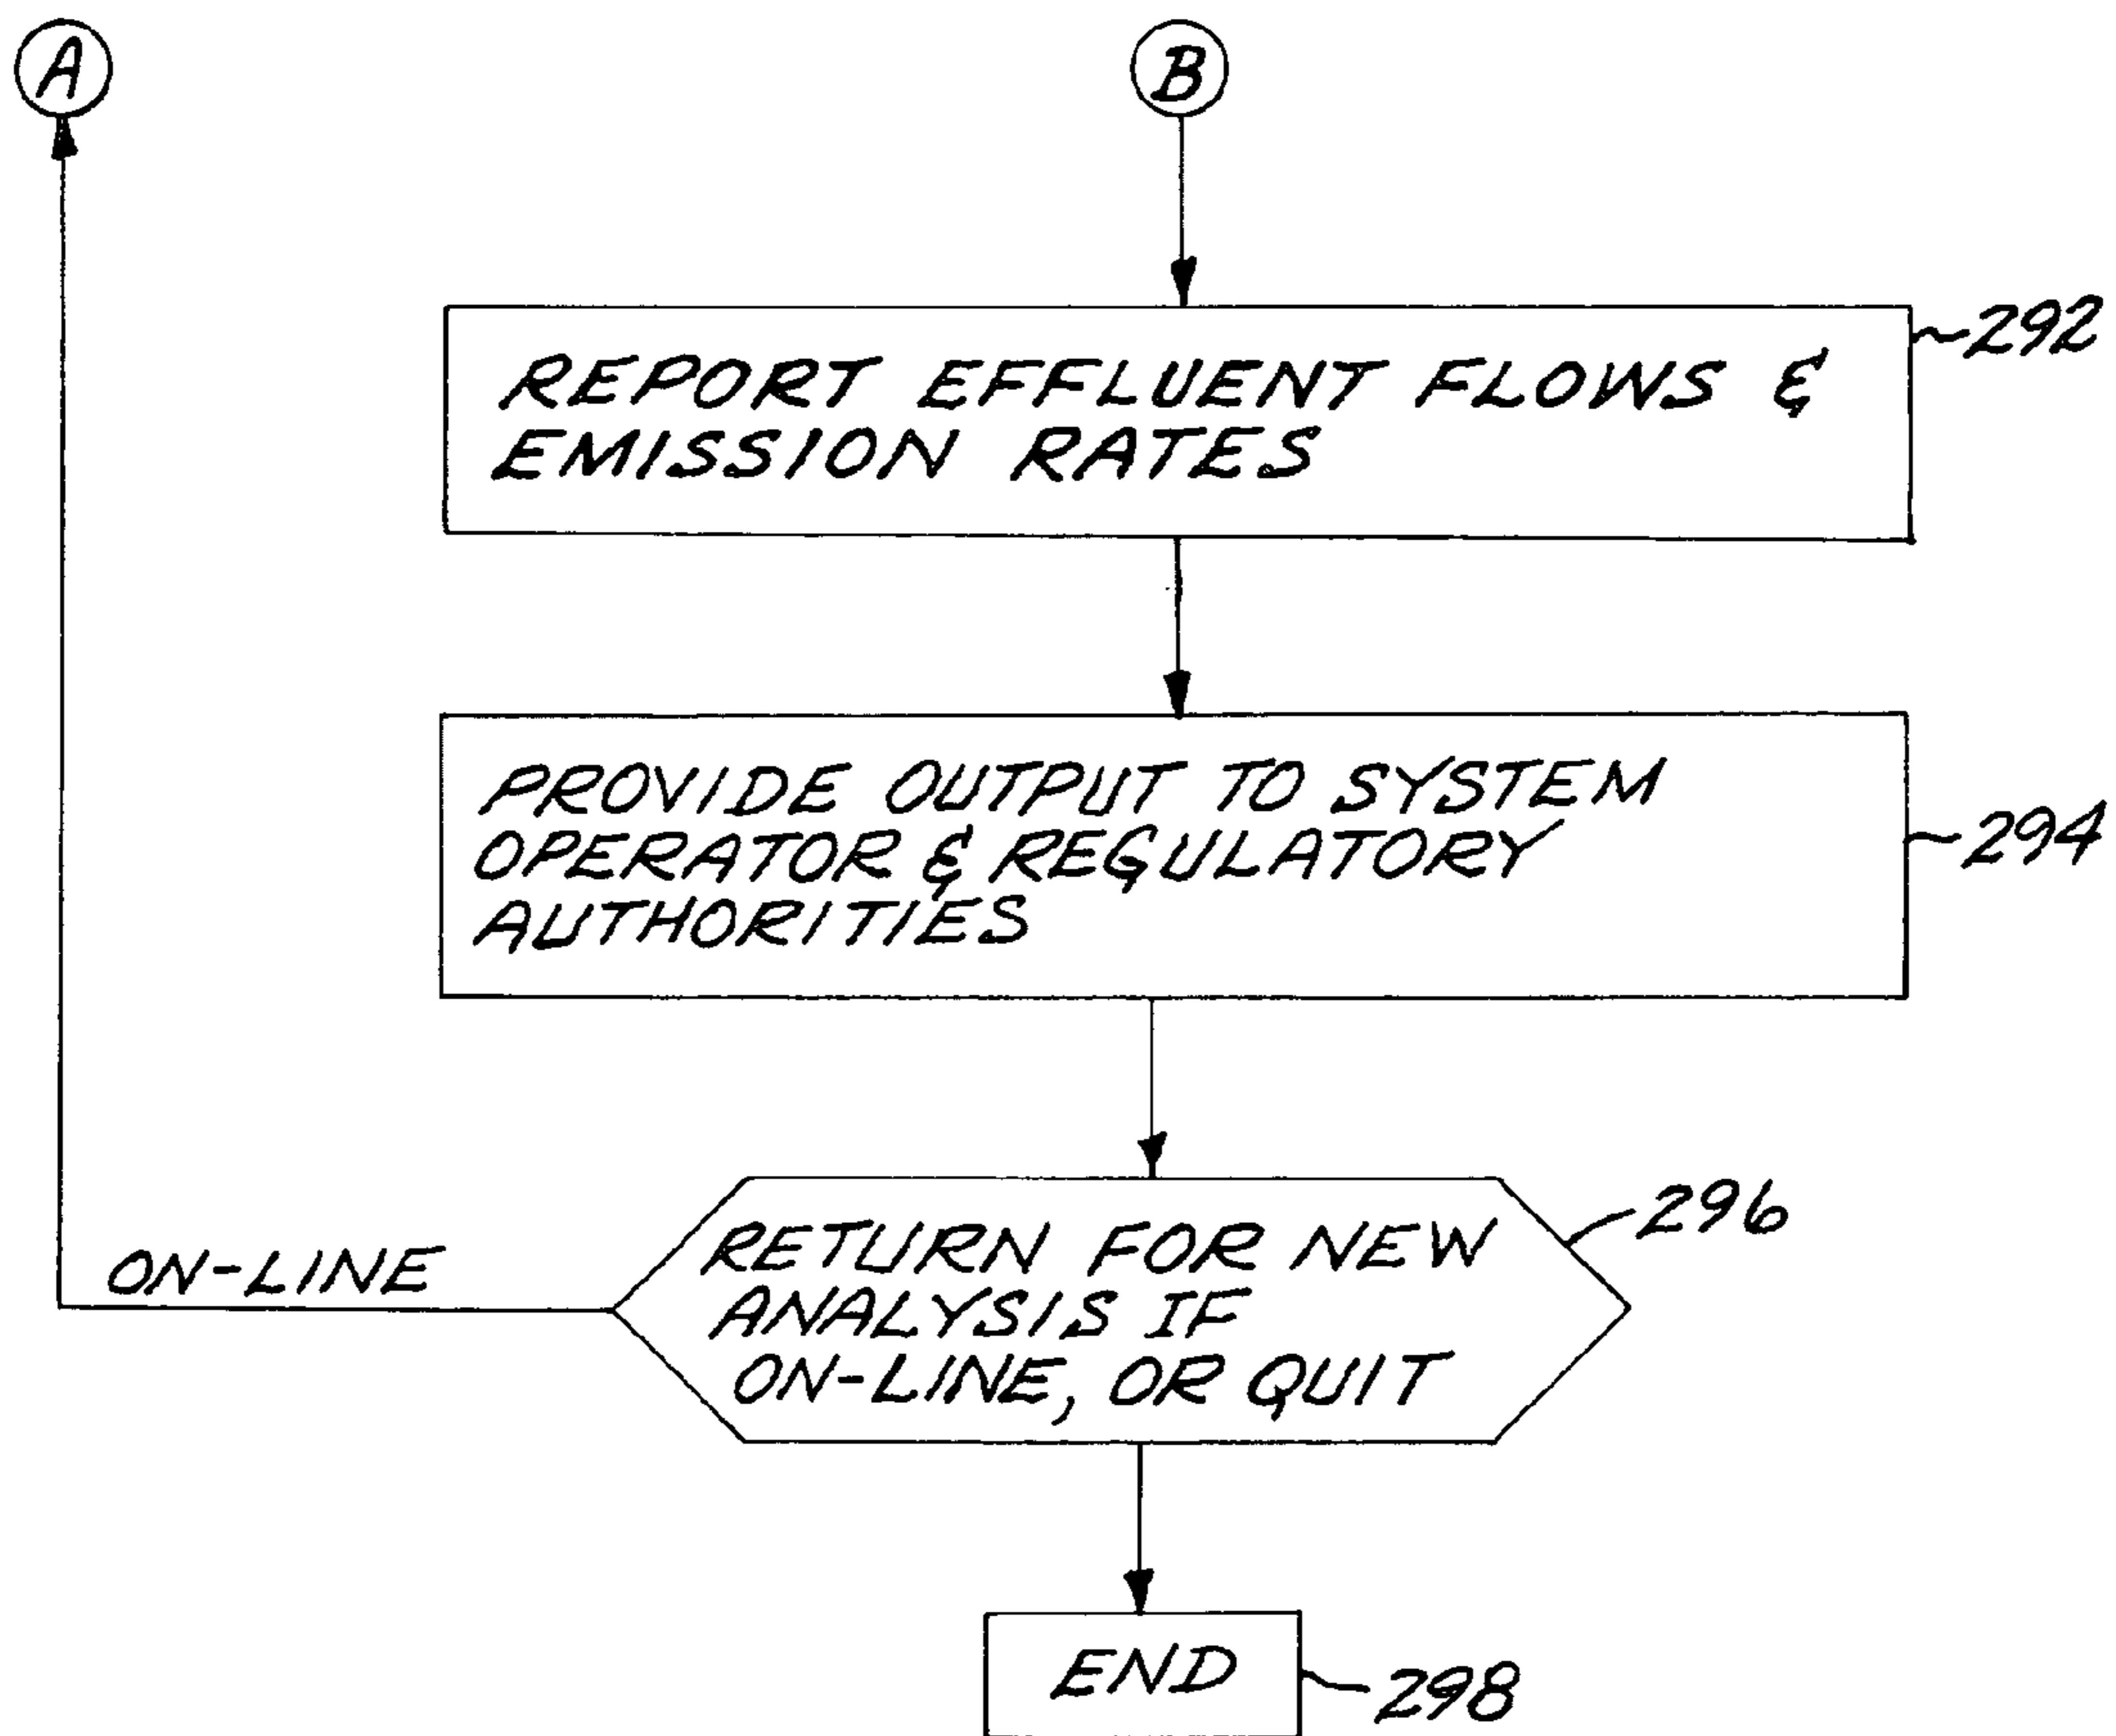 A
B
REPORT EFFLUENT FLOWS &
EMISSION RATES
292
PROVIDE OUTPUT TO SYSTEM
OPERATOR & REGULATORY
AUTHORITIES
294
RETURN FOR NEW
ANALYSIS IF
ON-LINE, OR QUIT
296
ON-LINE
END
298